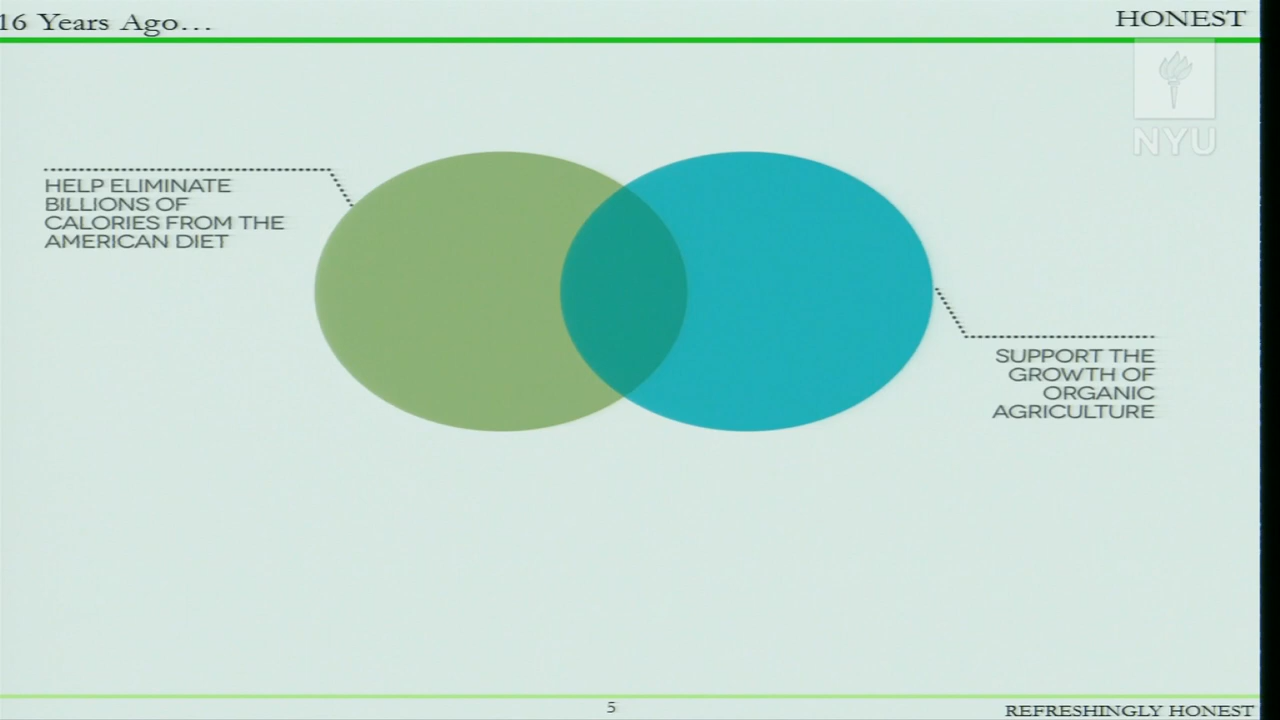 16 Years Ago...
HONEST
NYU
HELP ELIMINATE
BILLIONS OF
CALORIES FROM THE
AMERICAN DIET
SUPPORT THE
GROWTH OF
ORGANIC
AGRICULTURE
5
REFRESHINGLY HONEST